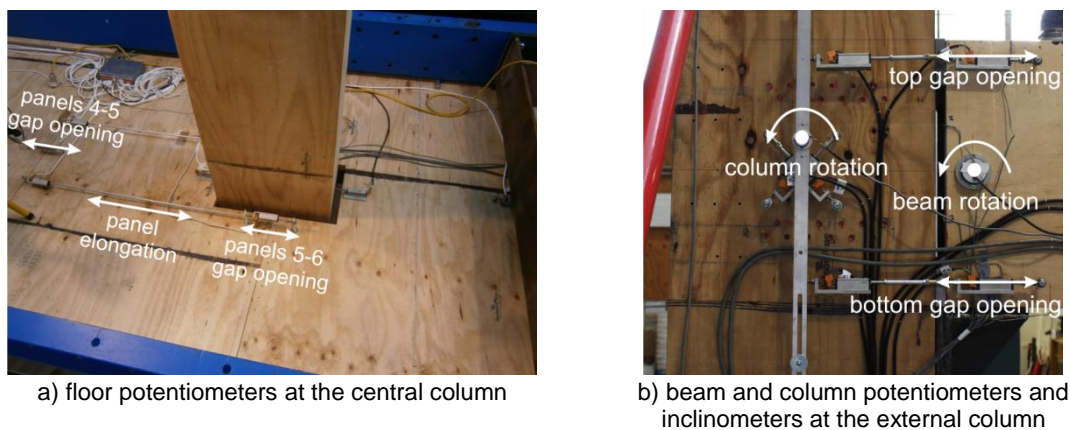 panels 4-5
gap opening
panel
elongation
panels 5-6
gap opening
top gap opening
column rotation
beam rotation
bottom gap opening
a) floor potentiometers at the central column
b) beam and column potentiometers and
inclinometers at the external column